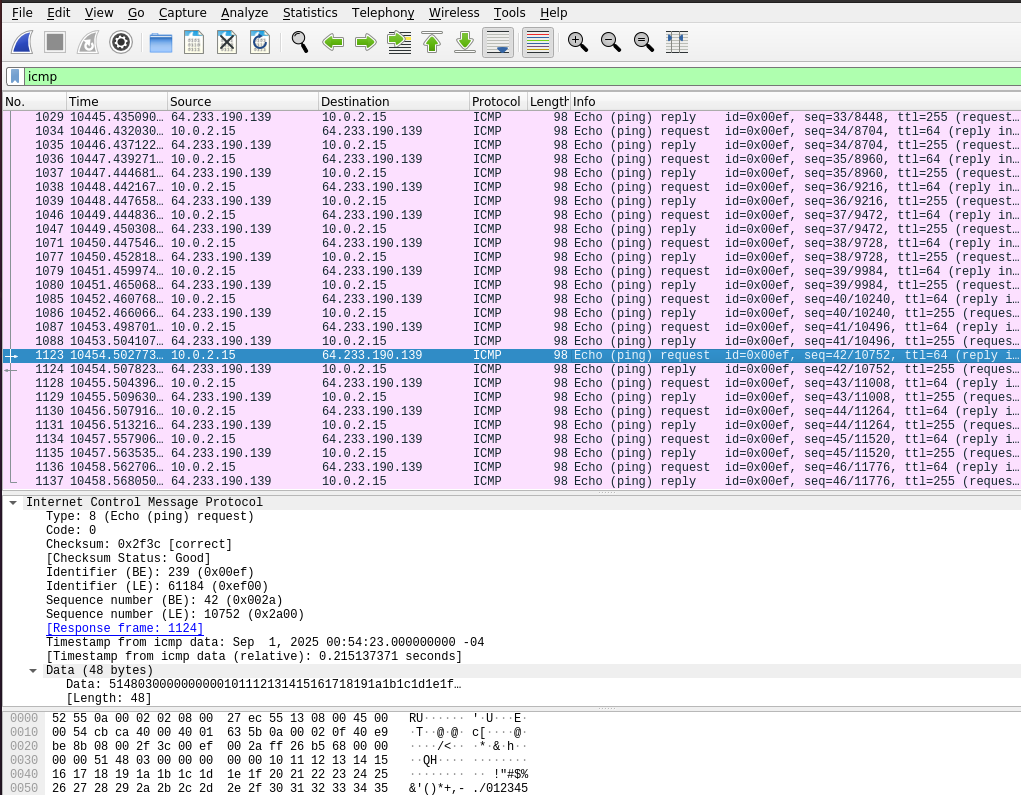 File Edit View Go Capture Analyze Statistics Telephony Wireless Tools Help
icmp
No. Time Source Destination Protocol Length Info
1029 10445.435090… 64.233.190.139 10.0.2.15 ICMP 98 Echo (ping) reply id=0x00ef, seq=33/8448, ttl=255 (request…
1034 10446.432030… 10.0.2.15 64.233.190.139 ICMP 98 Echo (ping) request id=0x00ef, seq=34/8704, ttl=64 (reply in…
1035 10446.437122… 64.233.190.139 10.0.2.15 ICMP 98 Echo (ping) reply id=0x00ef, seq=34/8704, ttl=255 (request…
1036 10447.439271… 10.0.2.15 64.233.190.139 ICMP 98 Echo (ping) request id=0x00ef, seq=35/8960, ttl=64 (reply in…
1037 10447.444681… 64.233.190.139 10.0.2.15 ICMP 98 Echo (ping) reply id=0x00ef, seq=35/8960, ttl=255 (request…
1038 10448.442167… 10.0.2.15 64.233.190.139 ICMP 98 Echo (ping) request id=0x00ef, seq=36/9216, ttl=64 (reply in…
1039 10448.447658… 64.233.190.139 10.0.2.15 ICMP 98 Echo (ping) reply id=0x00ef, seq=36/9216, ttl=255 (request…
1046 10449.444836… 10.0.2.15 64.233.190.139 ICMP 98 Echo (ping) request id=0x00ef, seq=37/9472, ttl=64 (reply in…
1047 10449.450308… 64.233.190.139 10.0.2.15 ICMP 98 Echo (ping) reply id=0x00ef, seq=37/9472, ttl=255 (request…
1071 10450.447546… 10.0.2.15 64.233.190.139 ICMP 98 Echo (ping) request id=0x00ef, seq=38/9728, ttl=64 (reply in…
1077 10450.452818… 64.233.190.139 10.0.2.15 ICMP 98 Echo (ping) reply id=0x00ef, seq=38/9728, ttl=255 (request…
1079 10451.459974… 10.0.2.15 64.233.190.139 ICMP 98 Echo (ping) request id=0x00ef, seq=39/9984, ttl=64 (reply in…
1080 10451.465068… 64.233.190.139 10.0.2.15 ICMP 98 Echo (ping) reply id=0x00ef, seq=39/9984, ttl=255 (request…
1085 10452.460768… 10.0.2.15 64.233.190.139 ICMP 98 Echo (ping) request id=0x00ef, seq=40/10240, ttl=64 (reply i…
1086 10452.466066… 64.233.190.139 10.0.2.15 ICMP 98 Echo (ping) reply id=0x00ef, seq=40/10240, ttl=255 (reques…
1087 10453.498701… 10.0.2.15 64.233.190.139 ICMP 98 Echo (ping) request id=0x00ef, seq=41/10496, ttl=64 (reply i…
1088 10453.504107… 64.233.190.139 10.0.2.15 ICMP 98 Echo (ping) reply id=0x00ef, seq=41/10496, ttl=255 (reques…
1123 10454.502773… 10.0.2.15 64.233.190.139 ICMP 98 Echo (ping) request id=0x00ef, seq=42/10752, ttl=64 (reply i…
1124 10454.507823… 64.233.190.139 10.0.2.15 ICMP 98 Echo (ping) reply id=0x00ef, seq=42/10752, ttl=255 (reques…
1128 10455.504396… 10.0.2.15 64.233.190.139 ICMP 98 Echo (ping) request id=0x00ef, seq=43/11008, ttl=64 (reply i…
1129 10455.509630… 64.233.190.139 10.0.2.15 ICMP 98 Echo (ping) reply id=0x00ef, seq=43/11008, ttl=255 (reques…
1130 10456.507916… 10.0.2.15 64.233.190.139 ICMP 98 Echo (ping) request id=0x00ef, seq=44/11264, ttl=64 (reply i…
1131 10456.513216… 64.233.190.139 10.0.2.15 ICMP 98 Echo (ping) reply id=0x00ef, seq=44/11264, ttl=255 (reques…
1134 10457.557906… 10.0.2.15 64.233.190.139 ICMP 98 Echo (ping) request id=0x00ef, seq=45/11520, ttl=64 (reply i…
1135 10457.563535… 64.233.190.139 10.0.2.15 ICMP 98 Echo (ping) reply id=0x00ef, seq=45/11520, ttl=255 (reques…
1136 10458.562706… 10.0.2.15 64.233.190.139 ICMP 98 Echo (ping) request id=0x00ef, seq=46/11776, ttl=64 (reply i…
1137 10458.568050… 64.233.190.139 10.0.2.15 ICMP 98 Echo (ping) reply id=0x00ef, seq=46/11776, ttl=255 (reques…
Internet Control Message Protocol
Type: 8 (Echo (ping) request)
Code: 0
Checksum: 0x2f3c [correct]
[Checksum Status: Good]
Identifier (BE): 239 (0x00ef)
Identifier (LE): 61184 (0xef00)
Sequence number (BE): 42 (0x002a)
Sequence number (LE): 10752 (0x2a00)
[Response frame: 1124]
Timestamp from icmp data: Sep  1, 2025 00:54:23.000000000 -04
[Timestamp from icmp data (relative): 0.215137371 seconds]
Data (48 bytes)
Data: 514803000000000010111213141516171819​1a1b1c1d1e1f…
[Length: 48]
0000 52 55 0a 00 02 02 08 00 27 ec 55 13 08 00 45 00 RU······ '·U···E·
0010 00 54 cb ca 40 00 40 01 63 5b 0a 00 02 0f 40 e9 ·T··@·@· c[····@·
0020 be 8b 08 00 2f 3c 00 ef 00 2a ff 26 b5 68 00 00 ····/<·· ·*·&·h··
0030 00 00 51 48 03 00 00 00 00 00 10 11 12 13 14 15 ··QH···· ········
0040 16 17 18 19 1a 1b 1c 1d 1e 1f 20 21 22 23 24 25 ········ ·· !"#$%
0050 26 27 28 29 2a 2b 2c 2d 2e 2f 30 31 32 33 34 35 &'()*+,- ./012345